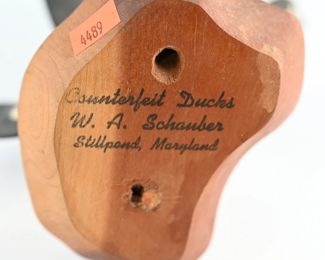 4489
Counterfeit Ducks
W. A. Schauber
Stillpond, Maryland